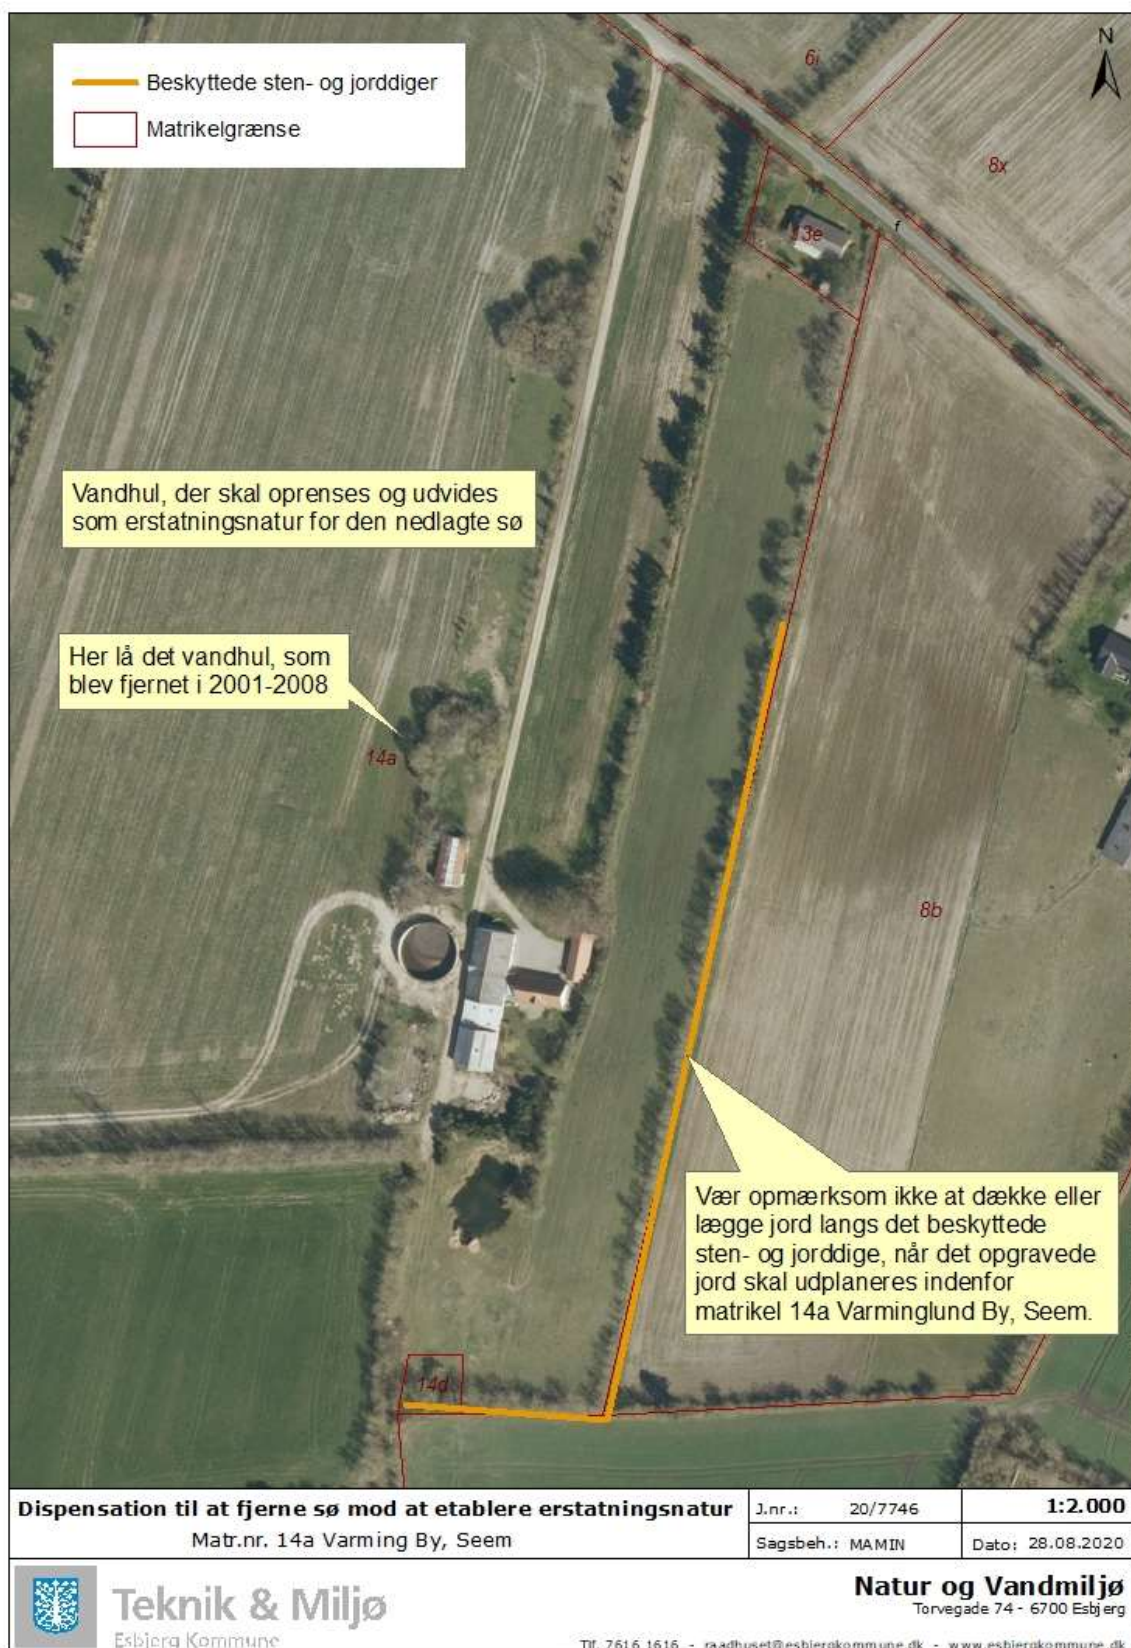 Beskyttede sten- og jorddiger
Matrikelgrænse
N
6i
8x
13e
f
Vandhul, der skal oprenses og udvides
som erstatningsnatur for den nedlagte sø
Her lå det vandhul, som
blev fjernet i 2001-2008
14a
8b
Vær opmærksom ikke at dække eller
lægge jord langs det beskyttede
sten- og jorddige, når det opgravede
jord skal udplaneres indenfor
matrikel 14a Varminglund By, Seem.
14d
Dispensation til at fjerne sø mod at etablere erstatningsnatur
Matr.nr. 14a Varming By, Seem
J.nr.: 20/7746
1:2.000
Sagsbeh.: MAMIN
Dato: 28.08.2020
Teknik & Miljø
Esbjerg Kommune
Natur og Vandmiljø
Torvegade 74 - 6700 Esbjerg
Tlf. 7616 1616 - raadhuset@esbjergkommune.dk - www.esbjergkommune.dk